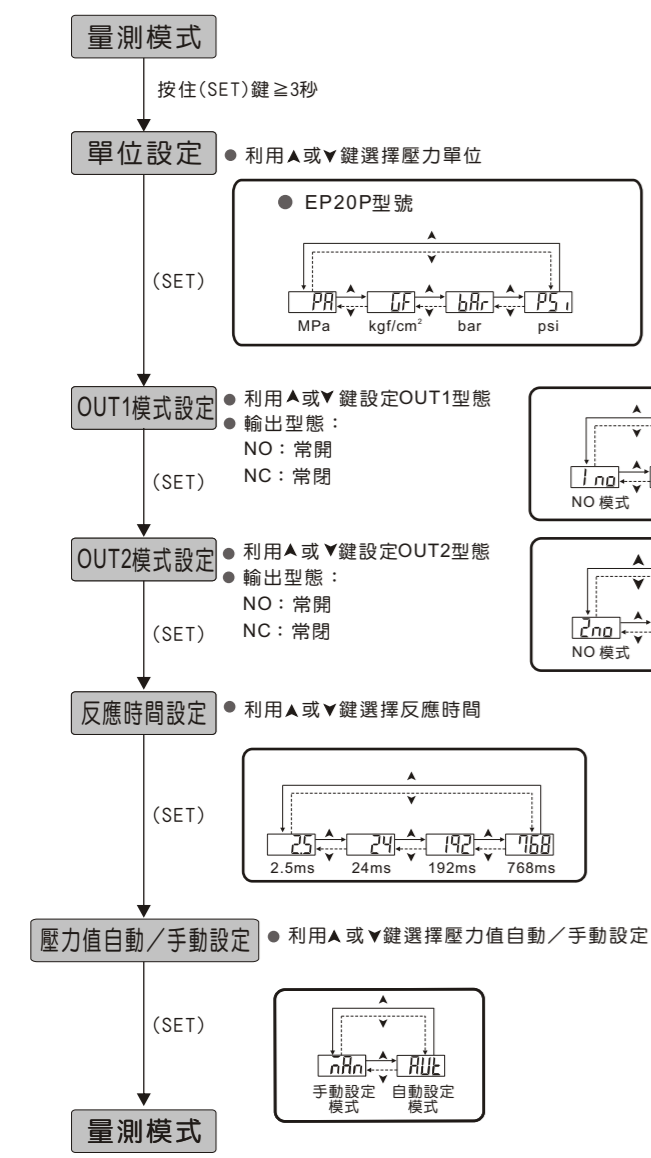 量測模式
按住(SET)鍵≧3秒
單位設定
● 利用▲或▼鍵選擇壓力單位
● EP20P型號
PA GF bAr PSi
MPa kgf/cm² bar psi
(SET)
OUT1模式設定
● 利用▲或▼鍵設定OUT1型態
● 輸出型態：
NO：常開
NC：常閉
1 no
NO 模式
(SET)
OUT2模式設定
● 利用▲或▼鍵設定OUT2型態
● 輸出型態：
NO：常開
NC：常閉
2no
NO 模式
(SET)
反應時間設定
● 利用▲或▼鍵選擇反應時間
2.5 24 192 768
2.5ms 24ms 192ms 768ms
(SET)
壓力值自動／手動設定
● 利用▲或▼鍵選擇壓力值自動／手動設定
nAn AUt
手動設定 自動設定
模式 模式
(SET)
量測模式